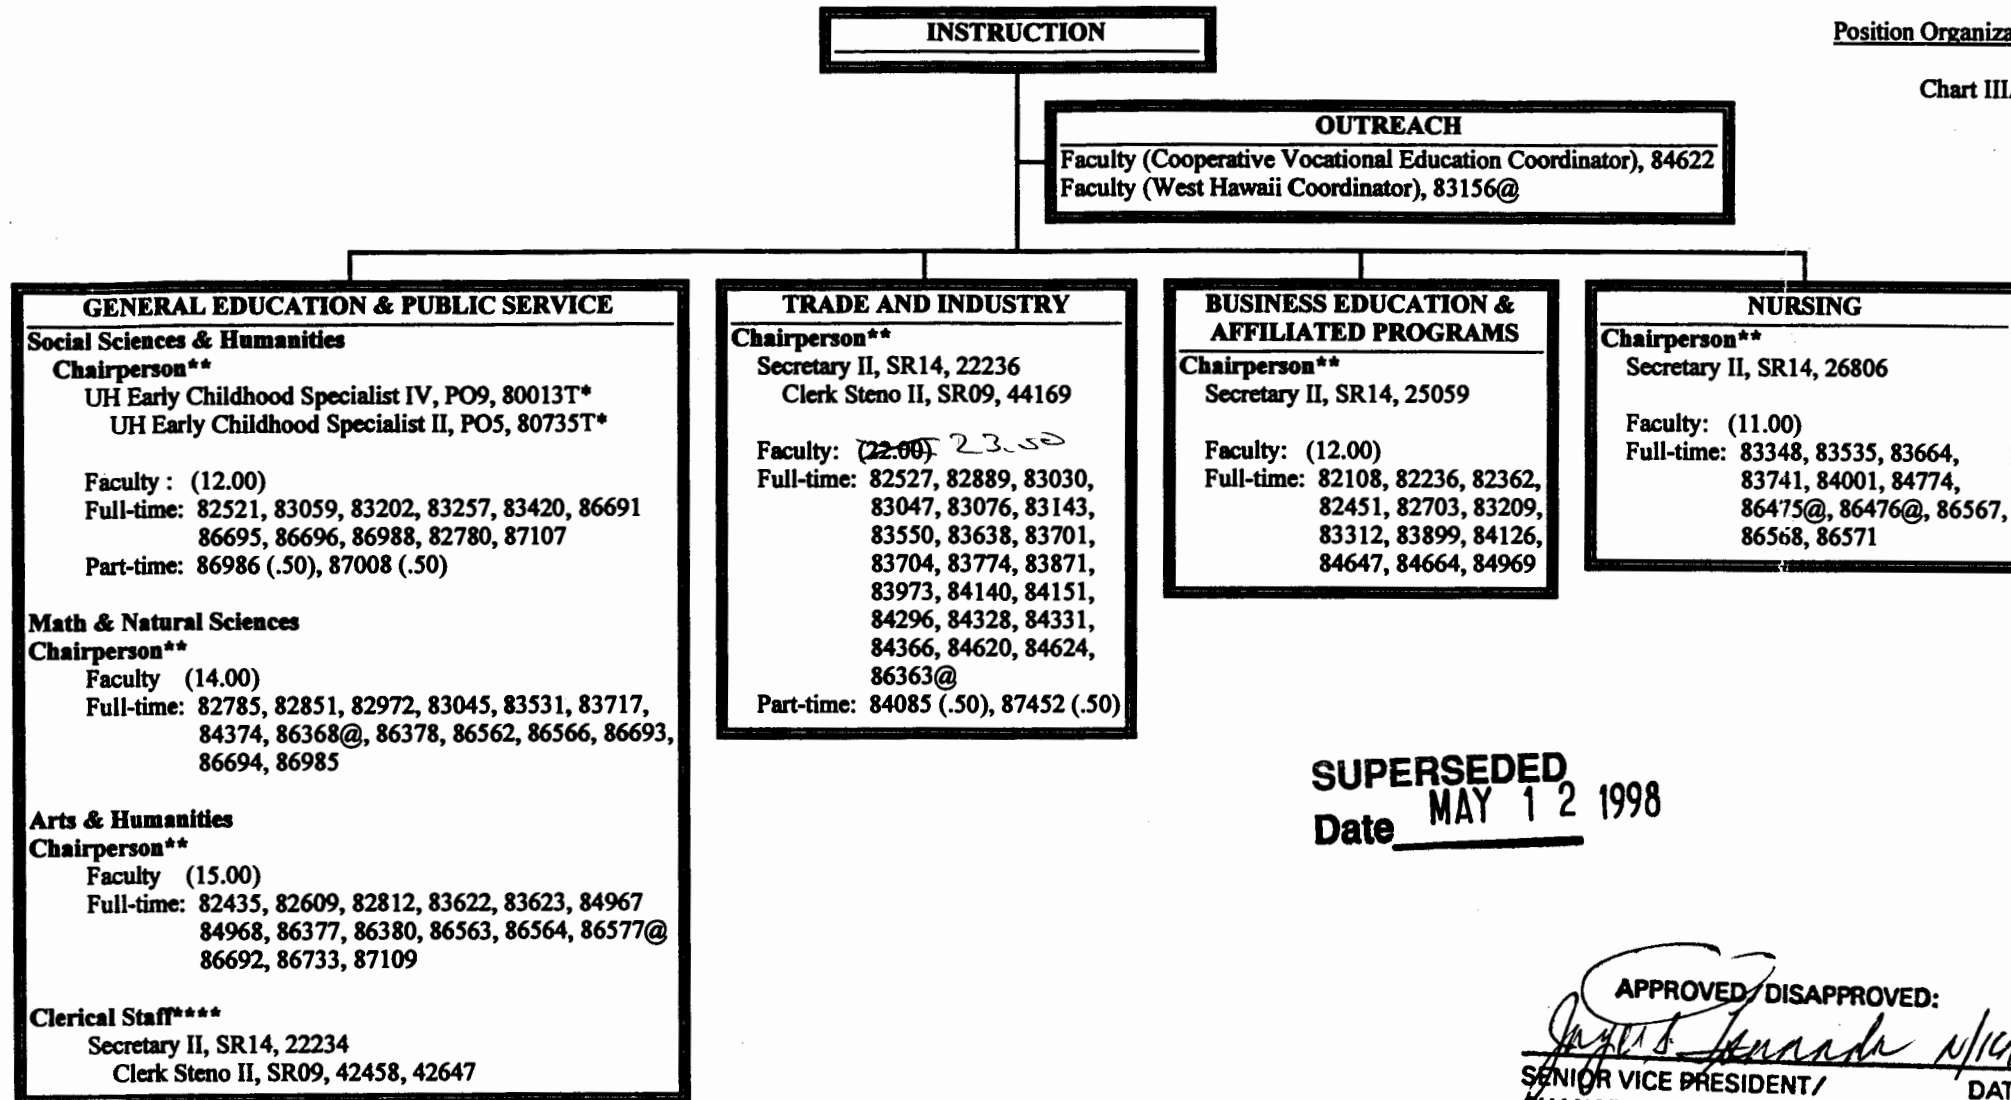 INSTRUCTION
Position Organiza
Chart III
OUTREACH
Faculty (Cooperative Vocational Education Coordinator), 84622
Faculty (West Hawaii Coordinator), 83156@
GENERAL EDUCATION & PUBLIC SERVICE
Social Sciences & Humanities
Chairperson**
UH Early Childhood Specialist IV, PO9, 80013T*
UH Early Childhood Specialist II, PO5, 80735T*
Faculty : (12.00)
Full-time: 82521, 83059, 83202, 83257, 83420, 86691
86695, 86696, 86988, 82780, 87107
Part-time: 86986 (.50), 87008 (.50)
Math & Natural Sciences
Chairperson**
Faculty (14.00)
Full-time: 82785, 82851, 82972, 83045, 83531, 83717,
84374, 86368@, 86378, 86562, 86566, 86693,
86694, 86985
Arts & Humanities
Chairperson**
Faculty (15.00)
Full-time: 82435, 82609, 82812, 83622, 83623, 84967
84968, 86377, 86380, 86563, 86564, 86577@
86692, 86733, 87109
Clerical Staff****
Secretary II, SR14, 22234
Clerk Steno II, SR09, 42458, 42647
TRADE AND INDUSTRY
Chairperson**
Secretary II, SR14, 22236
Clerk Steno II, SR09, 44169
Faculty: (22.00) 23.50
Full-time: 82527, 82889, 83030,
83047, 83076, 83143,
83550, 83638, 83701,
83704, 83774, 83871,
83973, 84140, 84151,
84296, 84328, 84331,
84366, 84620, 84624,
86363@
Part-time: 84085 (.50), 87452 (.50)
BUSINESS EDUCATION &
AFFILIATED PROGRAMS
Chairperson**
Secretary II, SR14, 25059
Faculty: (12.00)
Full-time: 82108, 82236, 82362,
82451, 82703, 83209,
83312, 83899, 84126,
84647, 84664, 84969
NURSING
Chairperson**
Secretary II, SR14, 26806
Faculty: (11.00)
Full-time: 83348, 83535, 83664,
83741, 84001, 84774,
86475@, 86476@, 86567,
86568, 86571
SUPERSEDED
Date MAY 12 1998
APPROVED/DISAPPROVED:
SENIOR VICE PRESIDENT/ DAT